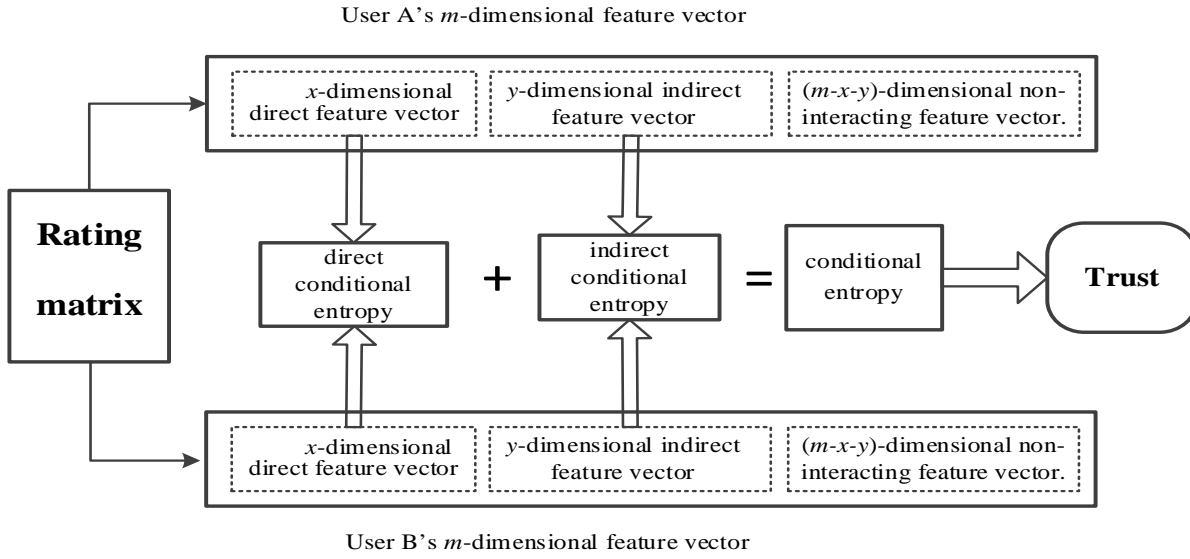 User A's m-dimensional feature vector
x-dimensional
direct feature vector
y-dimensional indirect
feature vector
(m-x-y)-dimensional non-
interacting feature vector.
Rating
matrix
direct
conditional
entropy
+
indirect
conditional
entropy
=
conditional
entropy
Trust
x-dimensional
direct feature vector
y-dimensional indirect
feature vector
(m-x-y)-dimensional non-
interacting feature vector.
User B's m-dimensional feature vector